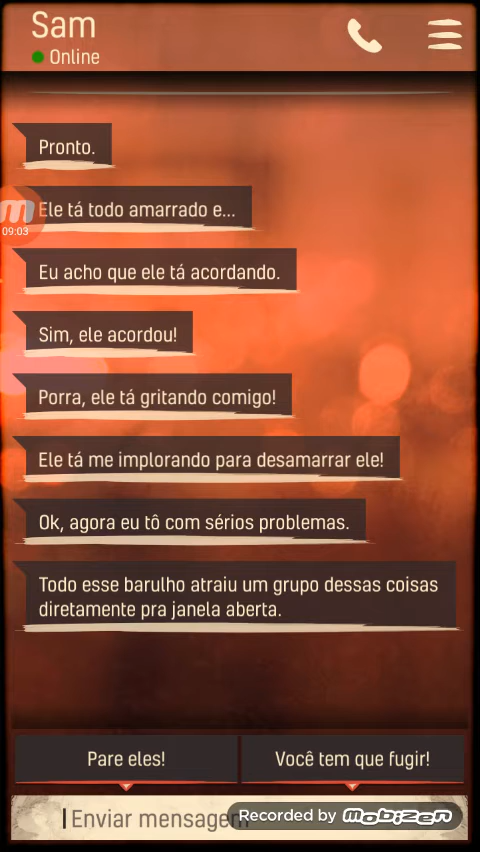 Sam
Online
Pronto.
Ele tá todo amarrado e...
09:03
Eu acho que ele tá acordando.
Sim, ele acordou!
Porra, ele tá gritando comigo!
Ele tá me implorando para desamarrar ele!
Ok, agora eu tô com sérios problemas.
Todo esse barulho atraiu um grupo dessas coisas
diretamente pra janela aberta.
Pare eles! Você tem que fugir!
Enviar mensagem
Recorded by mobizen